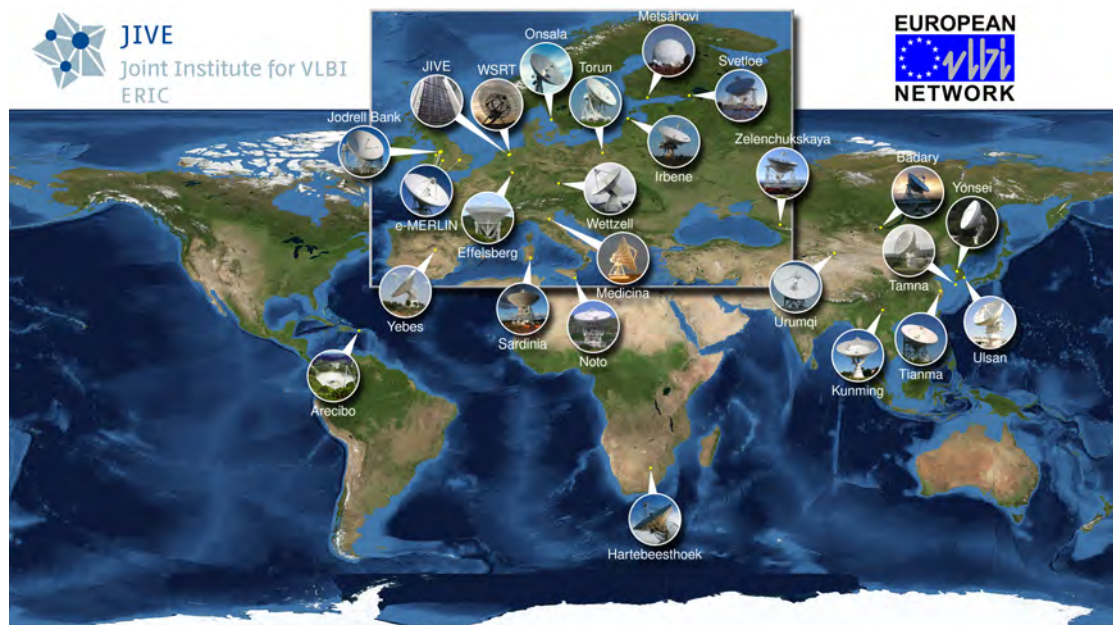 JIVE
Joint Institute for VLBI
ERIC
EUROPEAN
vlbi
NETWORK
Metsähovi
Onsala
JIVE
WSRT
Torun
Svetloe
Jodrell Bank
Zelenchukskaya
Irbene
Badary
Yonsei
e-MERLIN
Effelsberg
Wettzell
Tamna
Medicina
Yebes
Urumqi
Sardinia
Noto
Ulsan
Tianma
Kunming
Arecibo
Hartebeesthoek